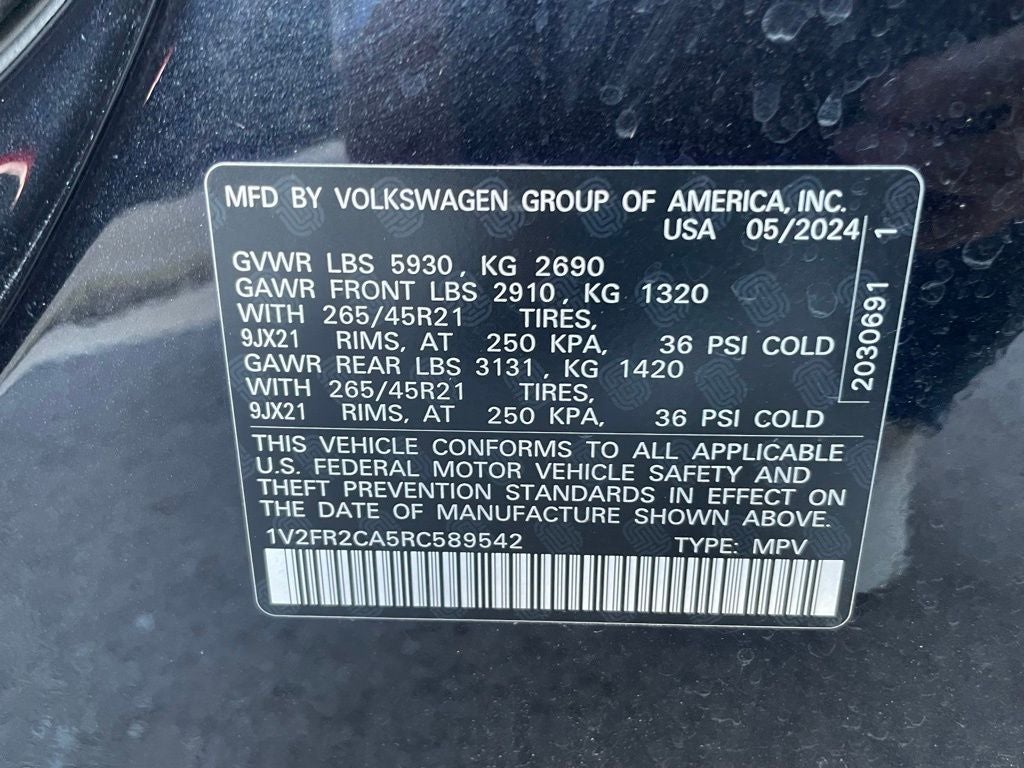 MFD BY VOLKSWAGEN GROUP OF AMERICA, INC.
USA 05/2024
GVWR LBS 5930, KG 2690
GAWR FRONT LBS 2910, KG 1320
WITH 265/45R21 TIRES,
9JX21 RIMS, AT 250 KPA, 36 PSI COLD
GAWR REAR LBS 3131, KG 1420
WITH 265/45R21 TIRES,
9JX21 RIMS, AT 250 KPA, 36 PSI COLD
2030691 1
THIS VEHICLE CONFORMS TO ALL APPLICABLE
U.S. FEDERAL MOTOR VEHICLE SAFETY AND
THEFT PREVENTION STANDARDS IN EFFECT ON
THE DATE OF MANUFACTURE SHOWN ABOVE.
1V2FR2CA5RC589542 TYPE: MPV